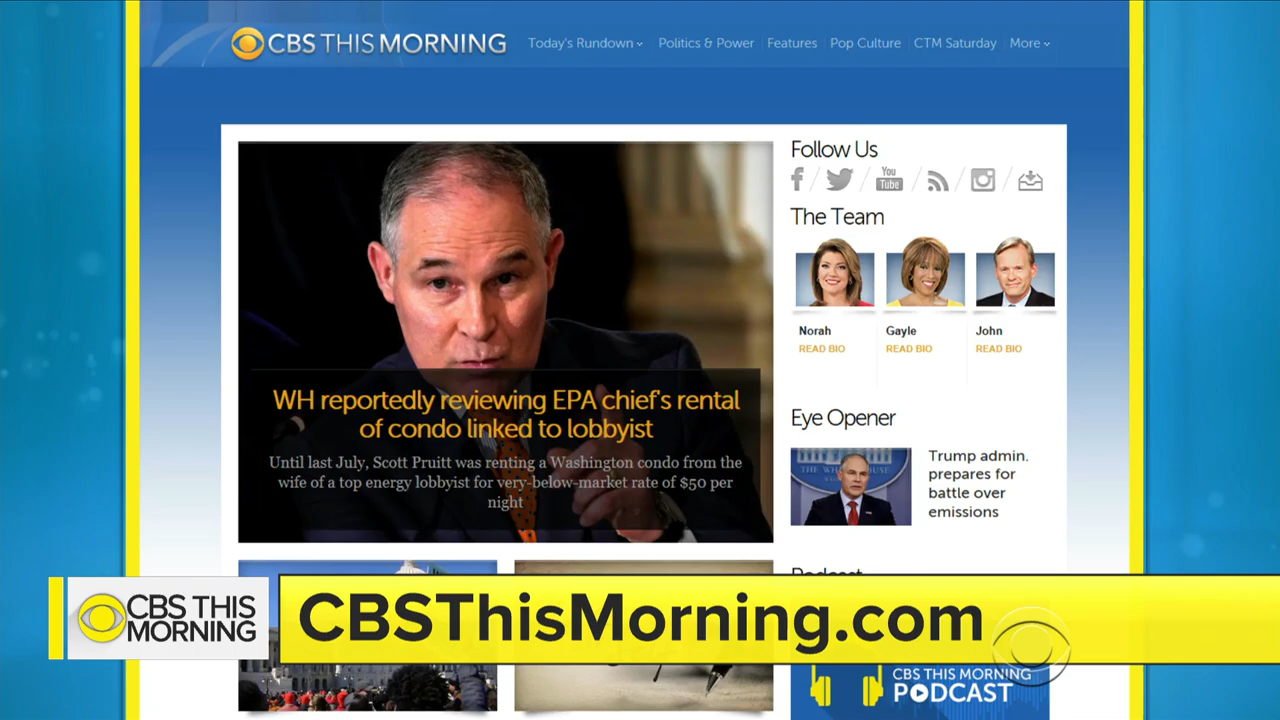 CBS THIS MORNING
Today's Rundown
Politics & Power
Features
Pop Culture
CTM Saturday
More
WH reportedly reviewing EPA chief's rental
of condo linked to lobbyist
Until last July, Scott Pruitt was renting a Washington condo from the
wife of a top energy lobbyist for very-below-market rate of $50 per
night
Follow Us
You
Tube
The Team
Norah
Gayle
John
READ BIO
READ BIO
READ BIO
Eye Opener
THE WHITE HOUSE
Trump admin.
prepares for
battle over
emissions
Podcast
CBS THIS
MORNING
CBSThisMorning.com
CBS THIS MORNING
PODCAST